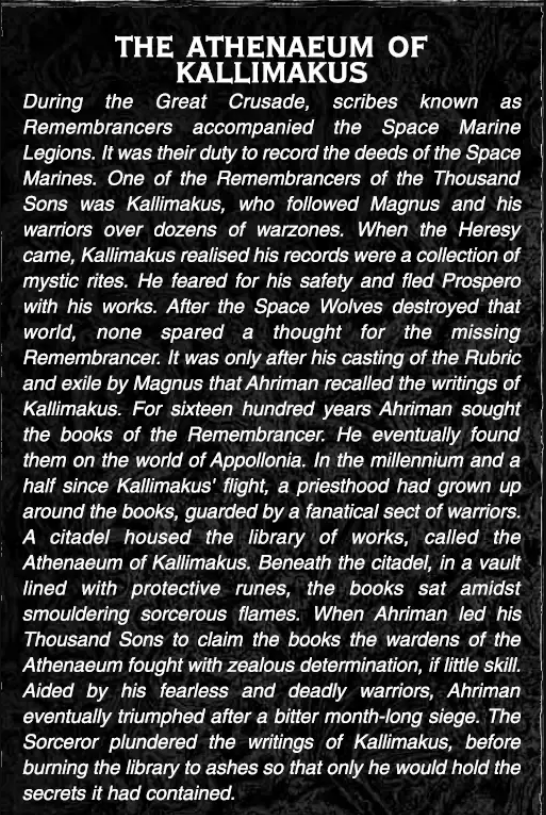 THE ATHENAEUM OF
KALLIMAKUS
During the Great Crusade, scribes known as
Remembrancers accompanied the Space Marine
Legions. It was their duty to record the deeds of the Space
Marines. One of the Remembrancers of the Thousand
Sons was Kallimakus, who followed Magnus and his
warriors over dozens of warzones. When the Heresy
came, Kallimakus realised his records were a collection of
mystic rites. He feared for his safety and fled Prospero
with his works. After the Space Wolves destroyed that
world, none spared a thought for the missing
Remembrancer. It was only after his casting of the Rubric
and exile by Magnus that Ahriman recalled the writings of
Kallimakus. For sixteen hundred years Ahriman sought
the books of the Remembrancer. He eventually found
them on the world of Appollonia. In the millennium and a
half since Kallimakus' flight, a priesthood had grown up
around the books, guarded by a fanatical sect of warriors.
A citadel housed the library of works, called the
Athenaeum of Kallimakus. Beneath the citadel, in a vault
lined with protective runes, the books sat amidst
smouldering sorcerous flames. When Ahriman led his
Thousand Sons to claim the books the wardens of the
Athenaeum fought with zealous determination, if little skill.
Aided by his fearless and deadly warriors, Ahriman
eventually triumphed after a bitter month-long siege. The
Sorceror plundered the writings of Kallimakus, before
burning the library to ashes so that only he would hold the
secrets it had contained.